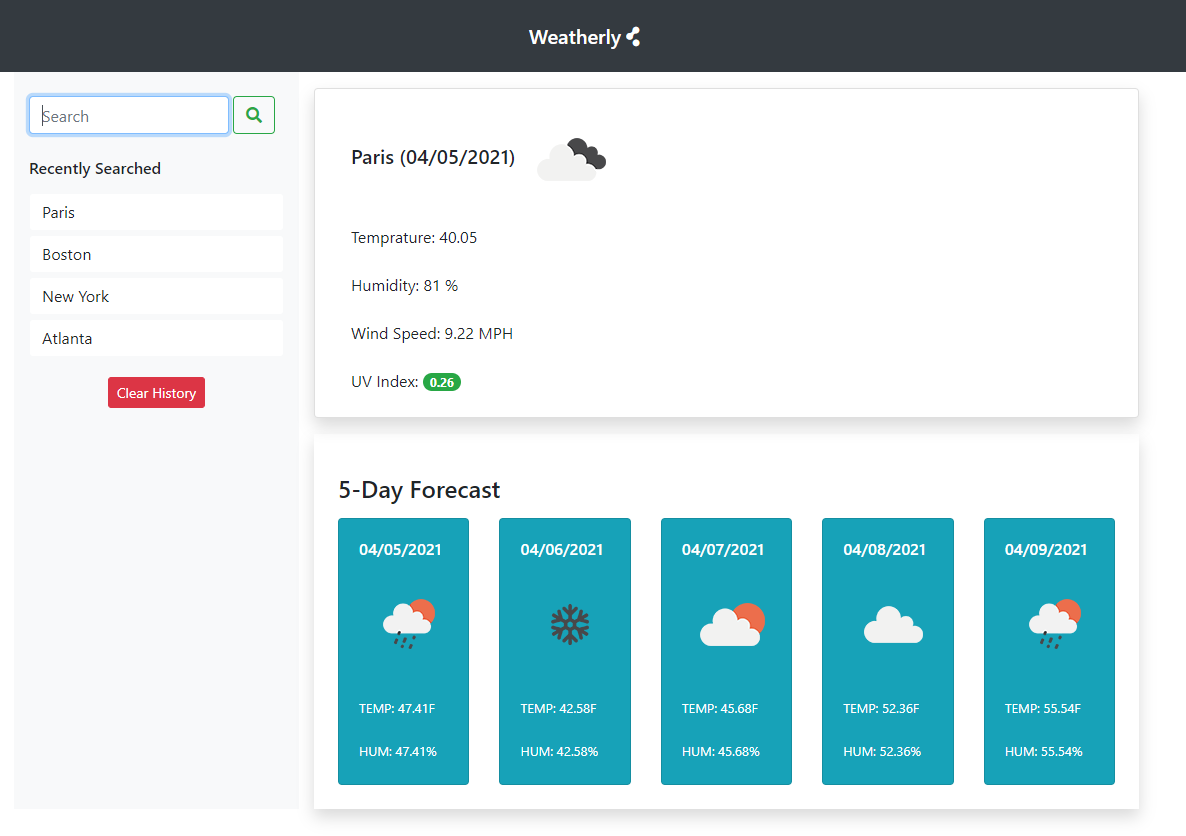 Weatherly
Search
Recently Searched
Paris
Boston
New York
Atlanta
Clear History
Paris (04/05/2021)
Temprature: 40.05
Humidity: 81 %
Wind Speed: 9.22 MPH
UV Index: 0.26
5-Day Forecast
04/05/2021
TEMP: 47.41F
HUM: 47.41%
04/06/2021
TEMP: 42.58F
HUM: 42.58%
04/07/2021
TEMP: 45.68F
HUM: 45.68%
04/08/2021
TEMP: 52.36F
HUM: 52.36%
04/09/2021
TEMP: 55.54F
HUM: 55.54%